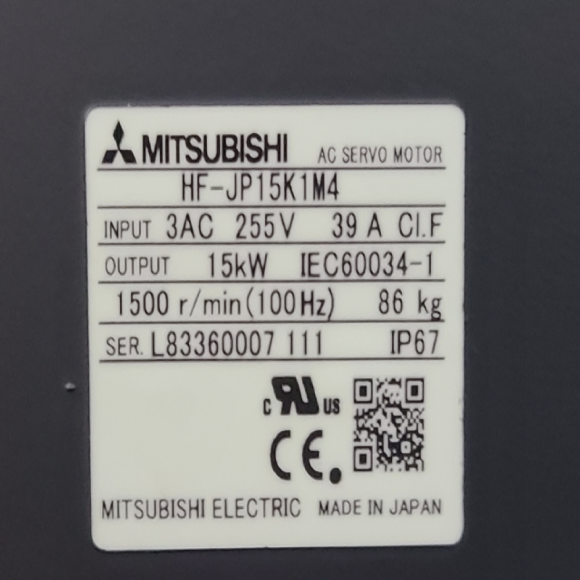 MITSUBISHI AC SERVO MOTOR
HF-JP15K1M4
INPUT 3AC 255V 39 A CI.F
OUTPUT 15kW IEC60034-1
1500 r/min(100Hz) 86 kg
SER. L83360007 111 IP67
c RU US
CE.
MITSUBISHI ELECTRIC MADE IN JAPAN